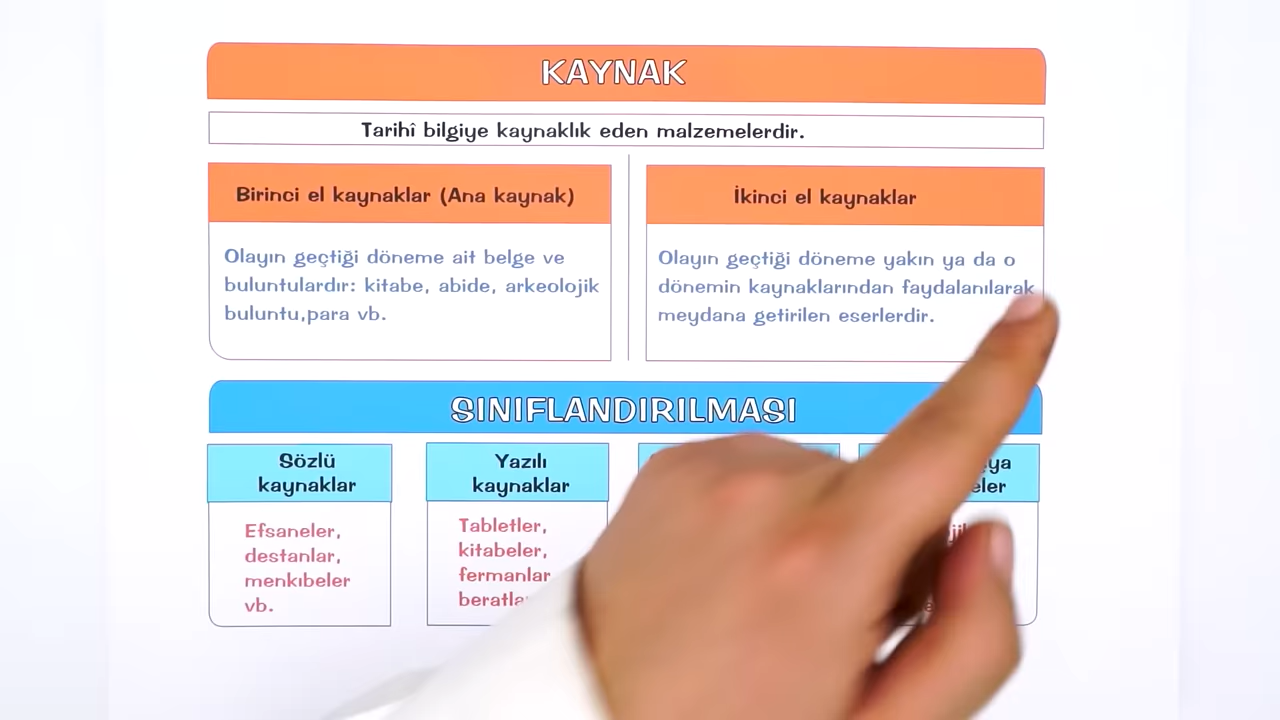 KAYNAK
Tarihî bilgiye kaynaklık eden malzemelerdir.
Birinci el kaynaklar (Ana kaynak)
Olayın geçtiği döneme ait belge ve
buluntulardır: kitabe, abide, arkeolojik
buluntu,para vb.
İkinci el kaynaklar
Olayın geçtiği döneme yakın ya da o
dönemin kaynaklarından faydalanılarak
meydana getirilen eserlerdir.
SINIFLANDIRILMASI
Sözlü
kaynaklar
Efsaneler,
destanlar,
menkıbeler
vb.
Yazılı
kaynaklar
Tabletler,
kitabeler,
fermanlar